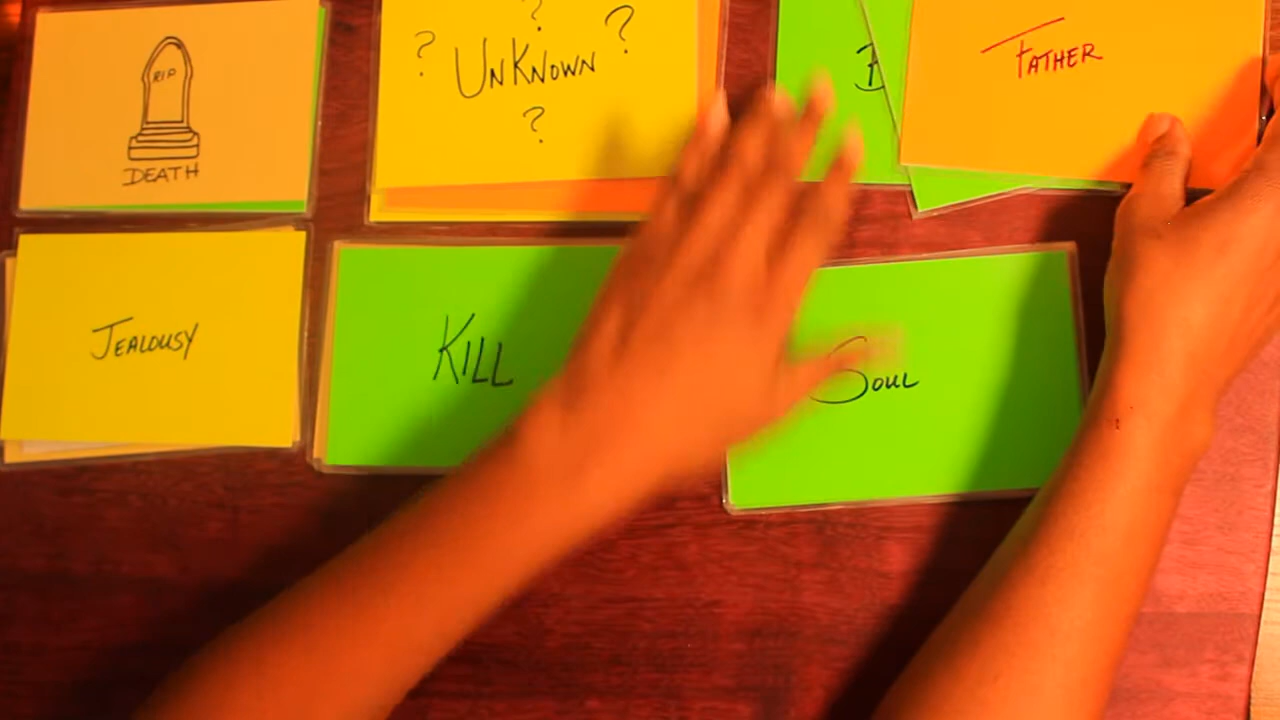 RIP
DEATH
?
?
?
UNKNOWN
?
FATHER
JEALOUSY
KILL
SOUL